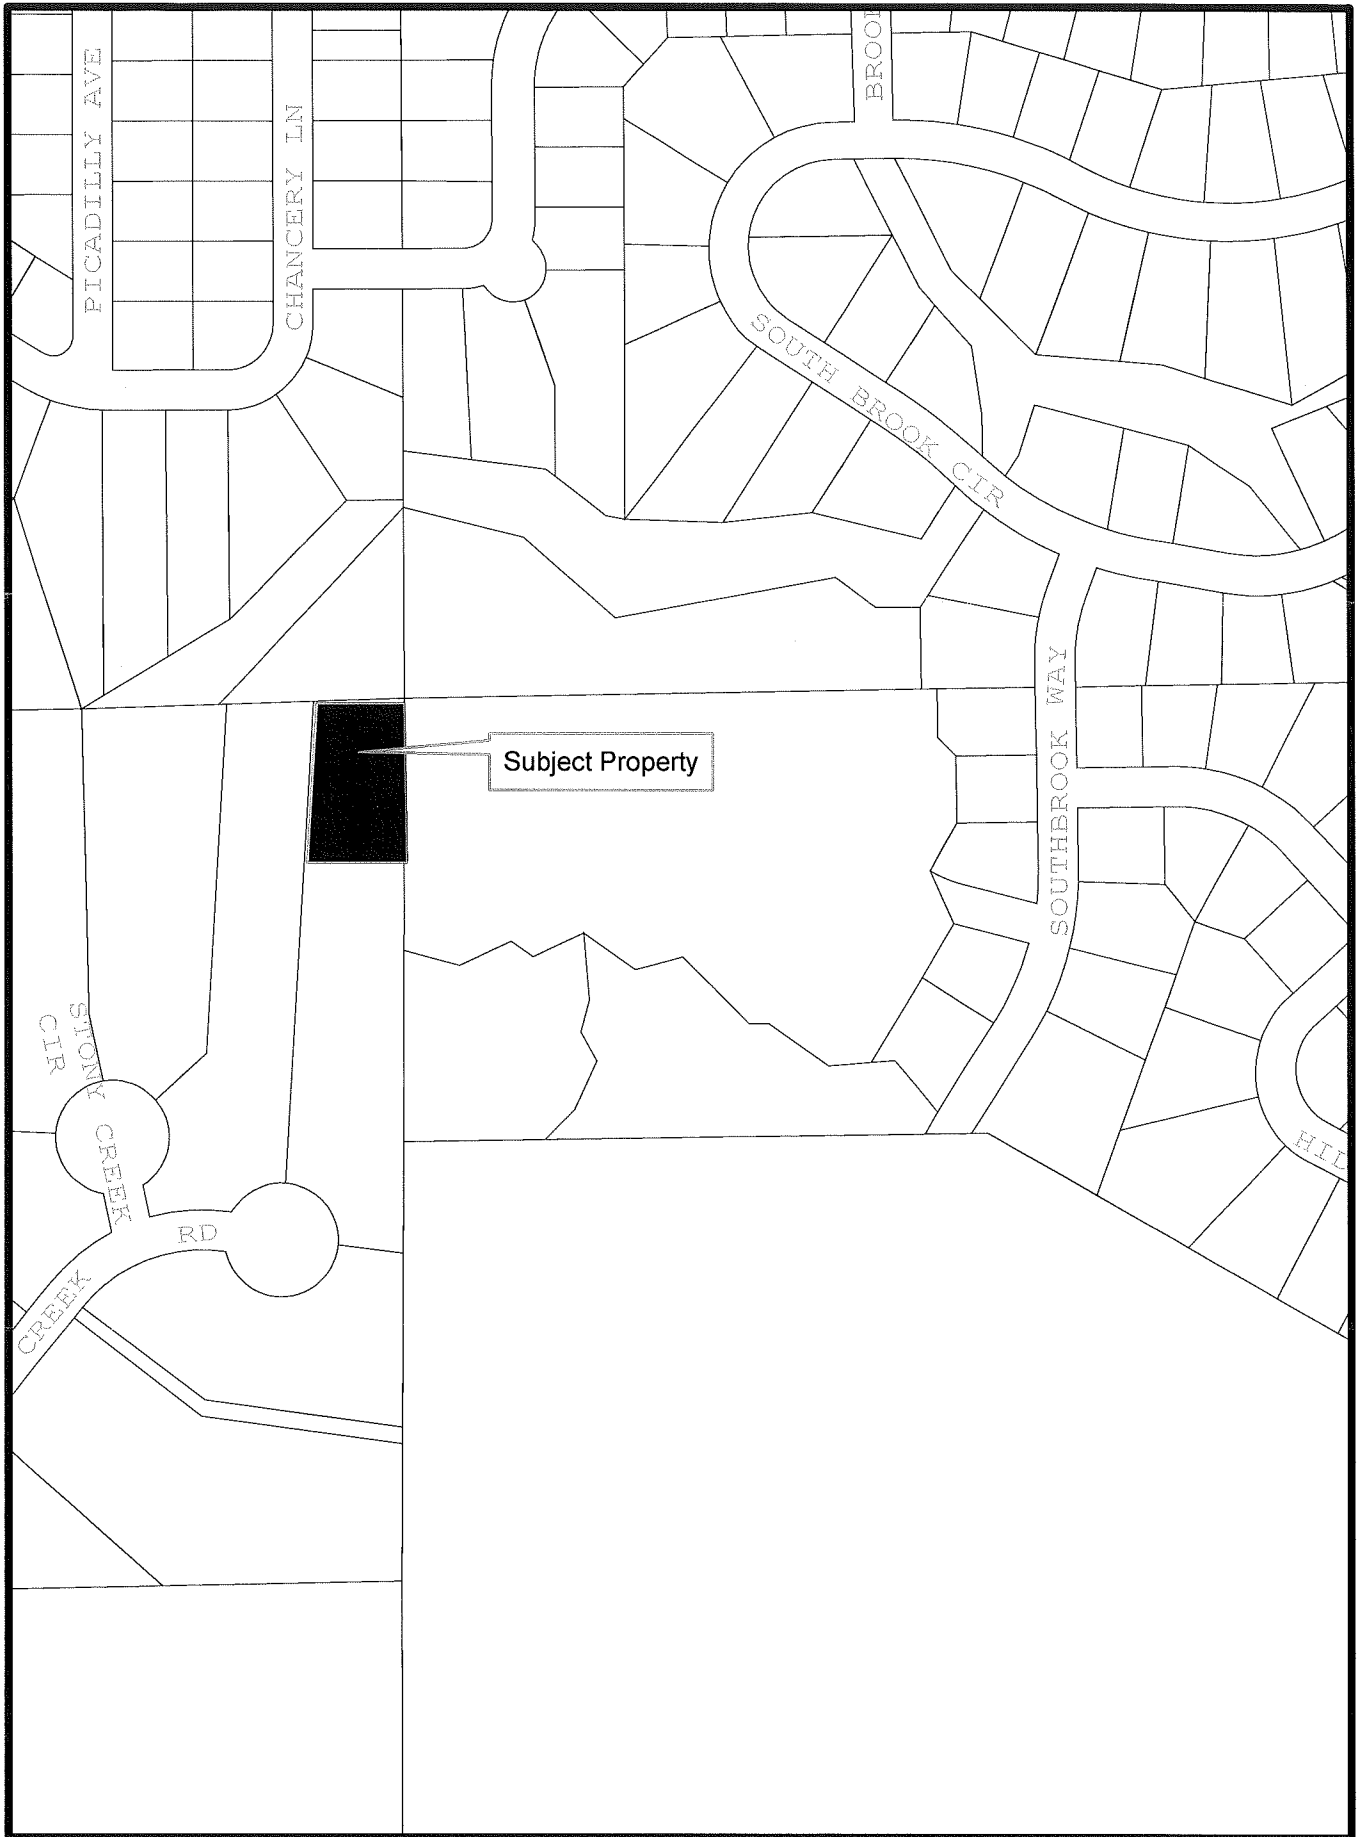 PICADILLY AVE
CHANCERY LN
SOUTH BROOK CIR
Subject Property
SOUTHBROOK WAY
STONY CREEK
CIR
CREEK
RD